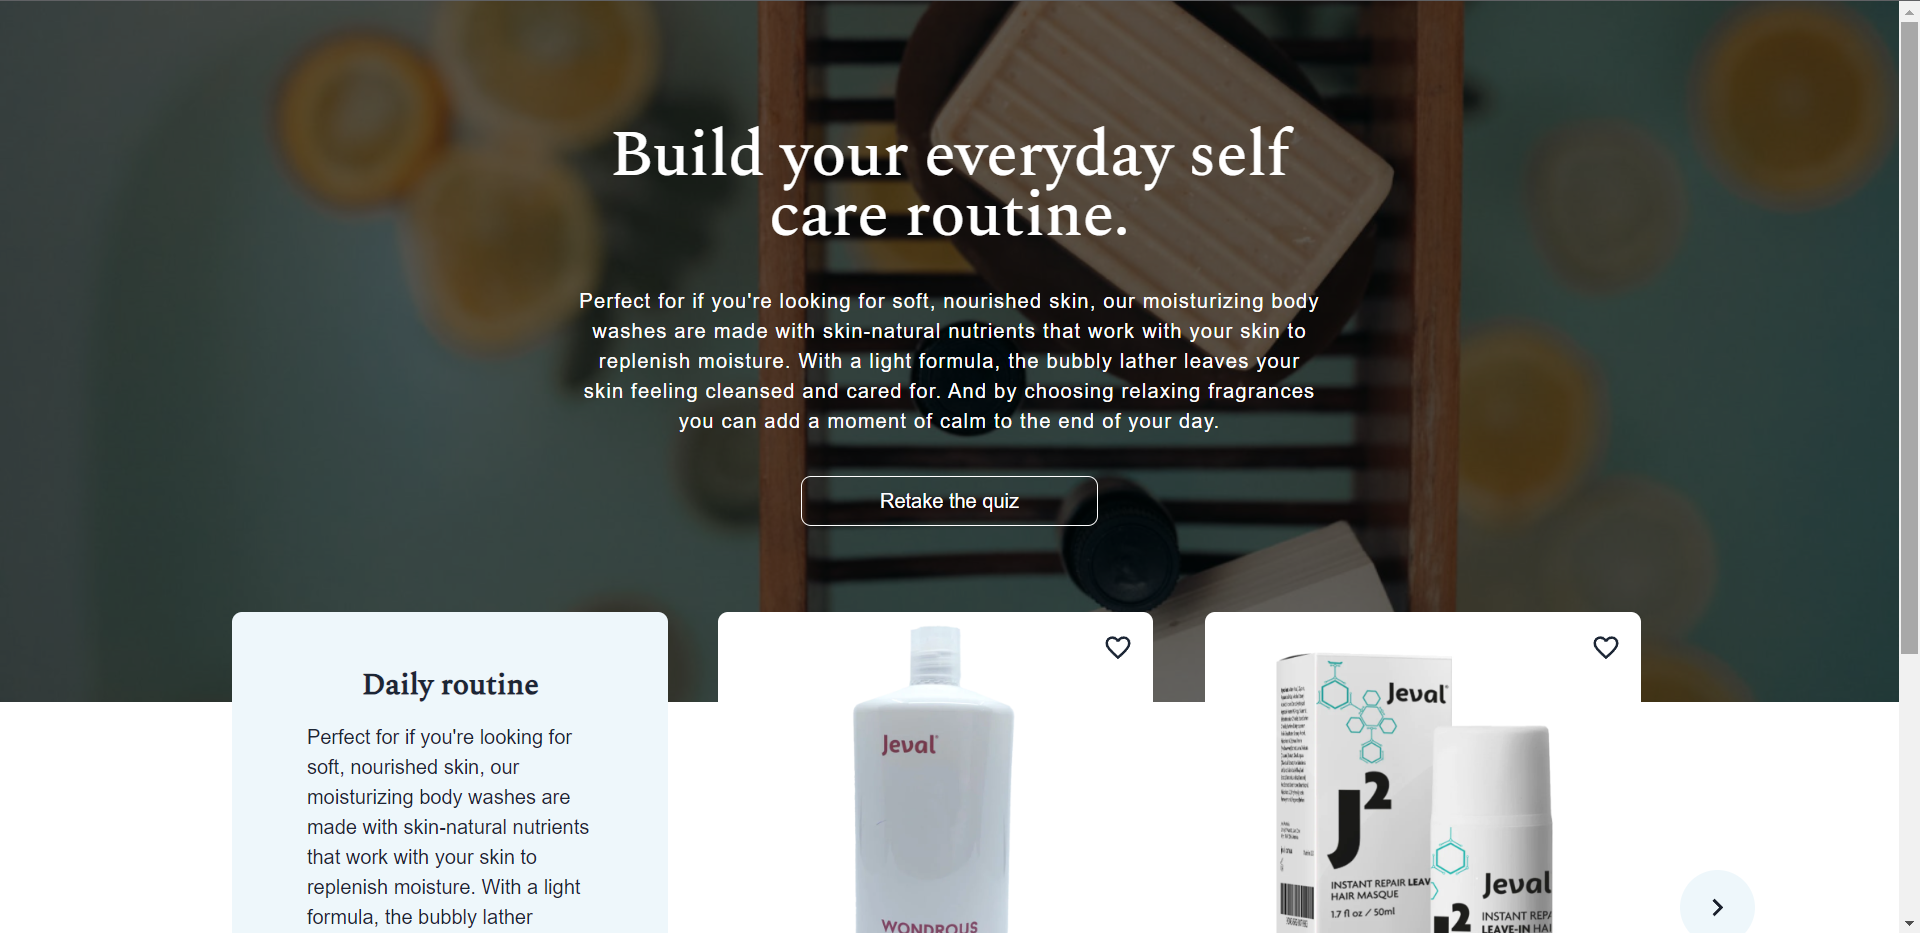 Build your everyday self
care routine.
Perfect for if you're looking for soft, nourished skin, our moisturizing body
washes are made with skin-natural nutrients that work with your skin to
replenish moisture. With a light formula, the bubbly lather leaves your
skin feeling cleansed and cared for. And by choosing relaxing fragrances
you can add a moment of calm to the end of your day.
Retake the quiz
Daily routine
Perfect for if you're looking for
soft, nourished skin, our
moisturizing body washes are
made with skin-natural nutrients
that work with your skin to
replenish moisture. With a light
formula, the bubbly lather
Jeval
WONDROUS
Jeval
J2
INSTANT REPAIR LEAV
HAIR MASQUE
1.7 fl oz / 50ml
Jeval
J2
INSTANT REPA
LEAVE-IN HAI